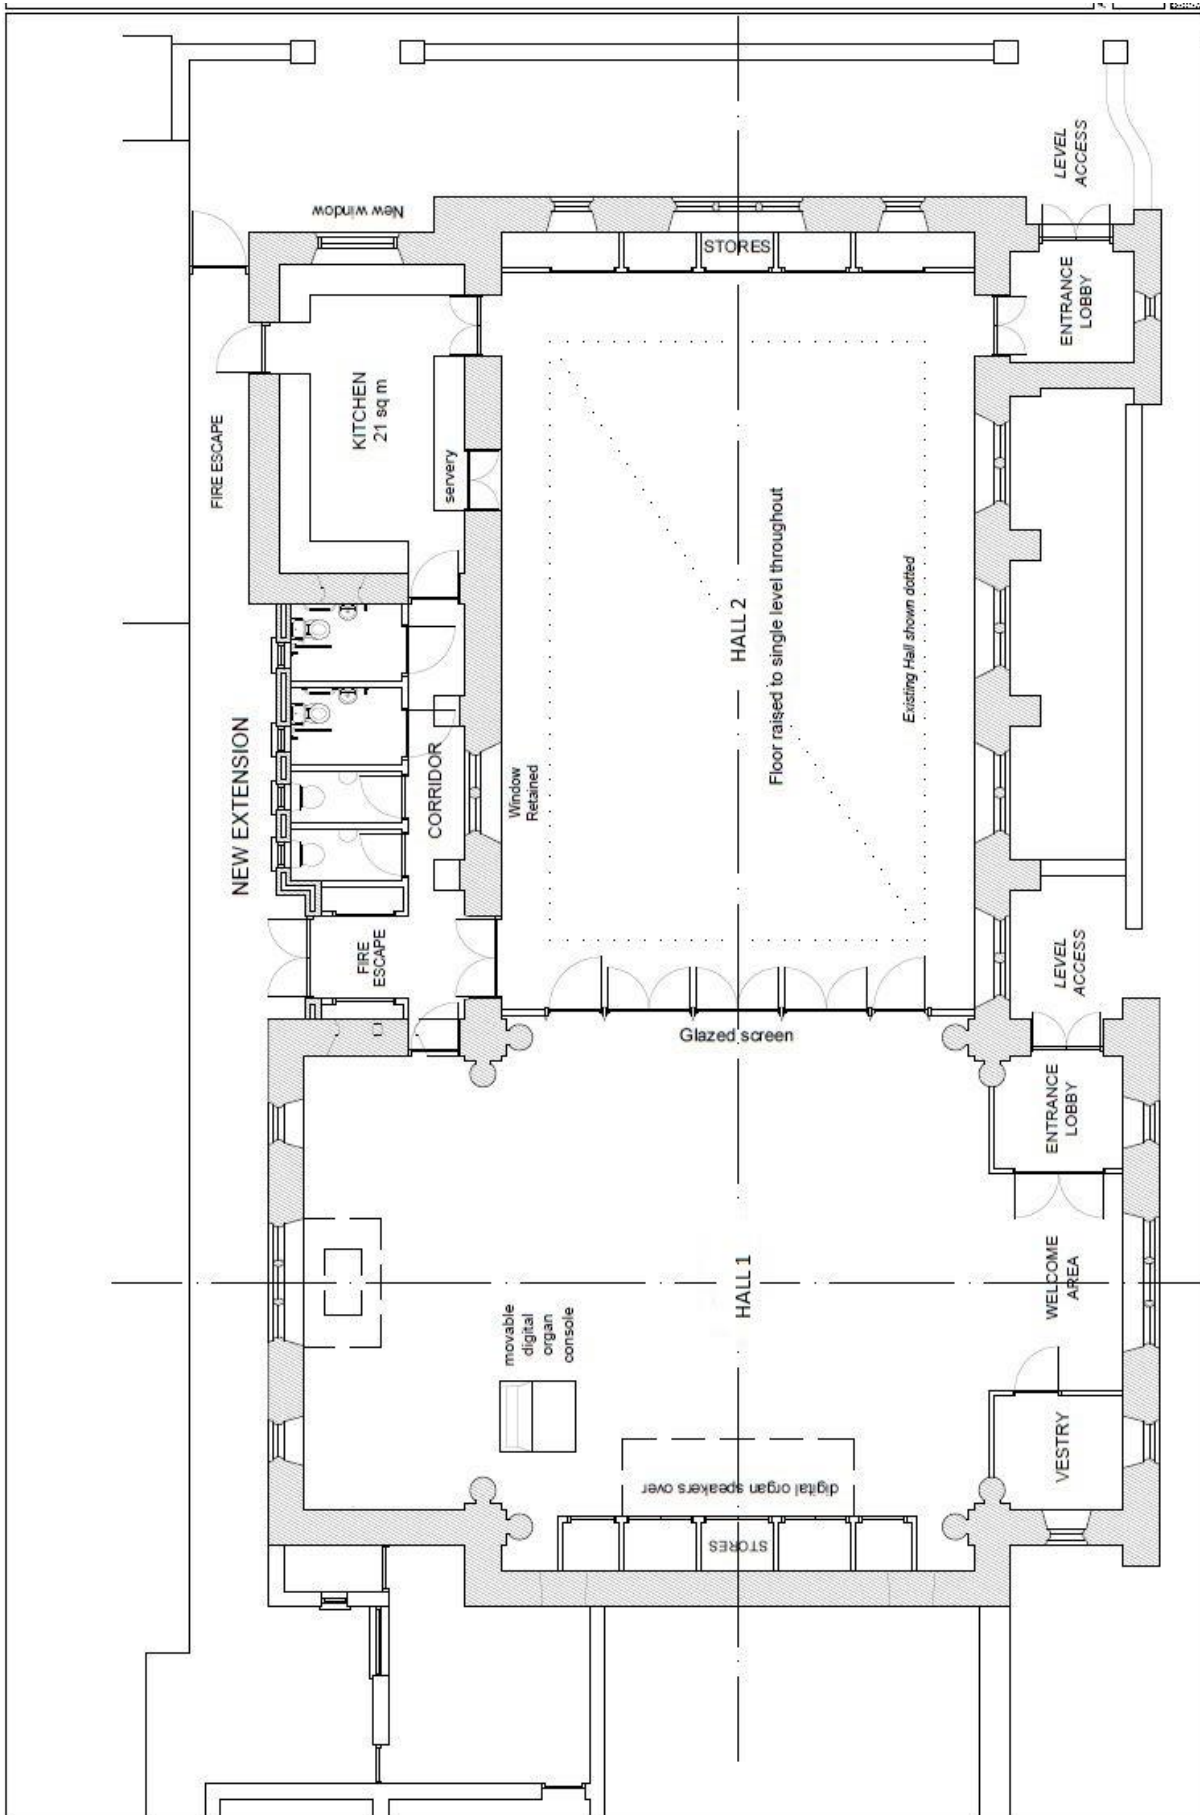 LEVEL
ACCESS
New window
STORES
ENTRANCE
LOBBY
KITCHEN
21 sq m
FIRE ESCAPE
servery
HALL 2
Floor raised to single level throughout
Existing Hall shown dotted
NEW EXTENSION
CORRIDOR
Window
Retained
FIRE
ESCAPE
LEVEL
ACCESS
Glazed screen
ENTRANCE
LOBBY
HALL 1
WELCOME
AREA
movable
digital
organ
console
VESTRY
digital organ speakers over
STORES